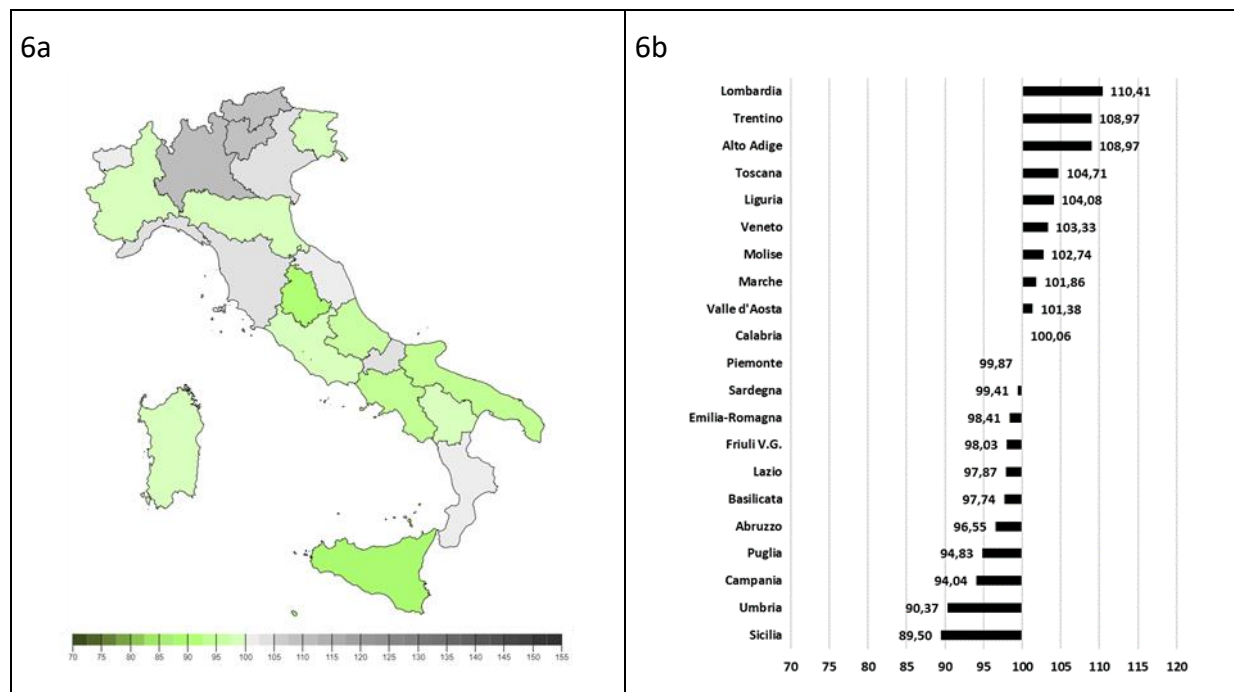 6a
70 75 80 85 90 95 100 105 110 115 120 125 130 135 140 145 150 155
6b
Lombardia 110,41
Trentino 108,97
Alto Adige 108,97
Toscana 104,71
Liguria 104,08
Veneto 103,33
Molise 102,74
Marche 101,86
Valle d'Aosta 101,38
Calabria 100,06
Piemonte 99,87
Sardegna 99,41
Emilia-Romagna 98,41
Friuli V.G. 98,03
Lazio 97,87
Basilicata 97,74
Abruzzo 96,55
Puglia 94,83
Campania 94,04
Umbria 90,37
Sicilia 89,50
70 75 80 85 90 95 100 105 110 115 120